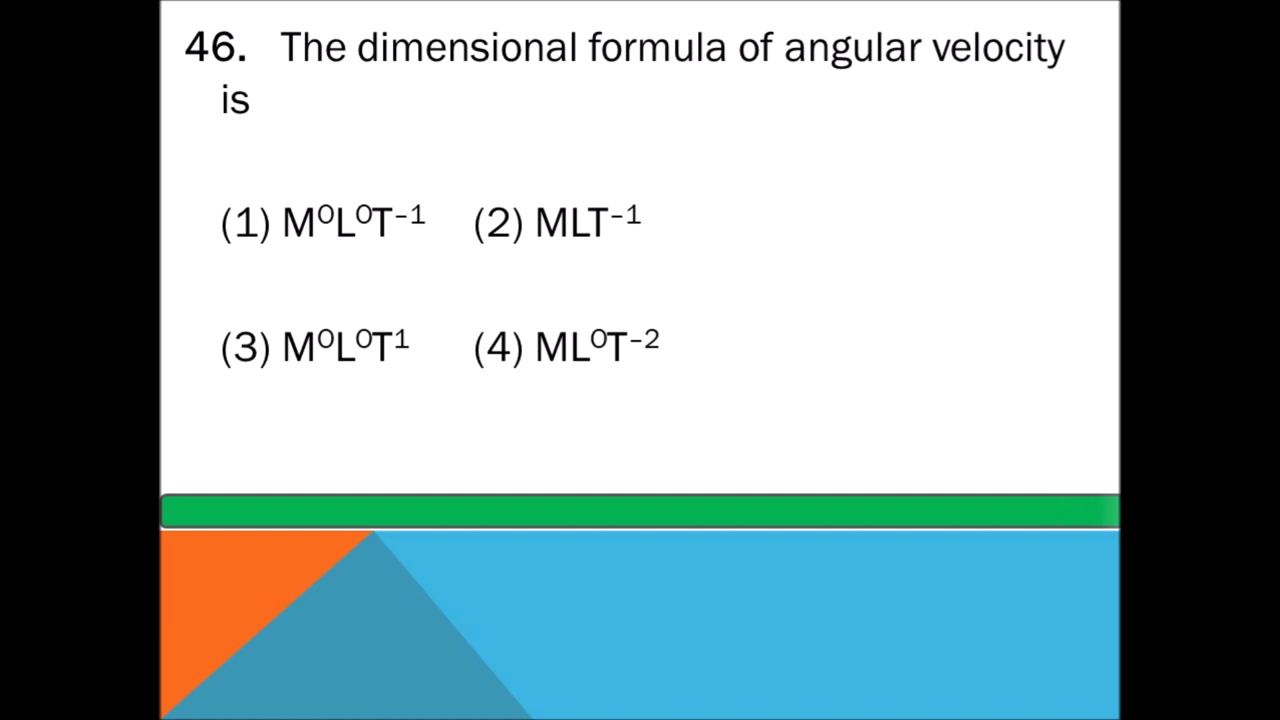 46. The dimensional formula of angular velocity
is
(1) M⁰L⁰T⁻¹ (2) MLT⁻¹
(3) M⁰L⁰T¹ (4) ML⁰T⁻²